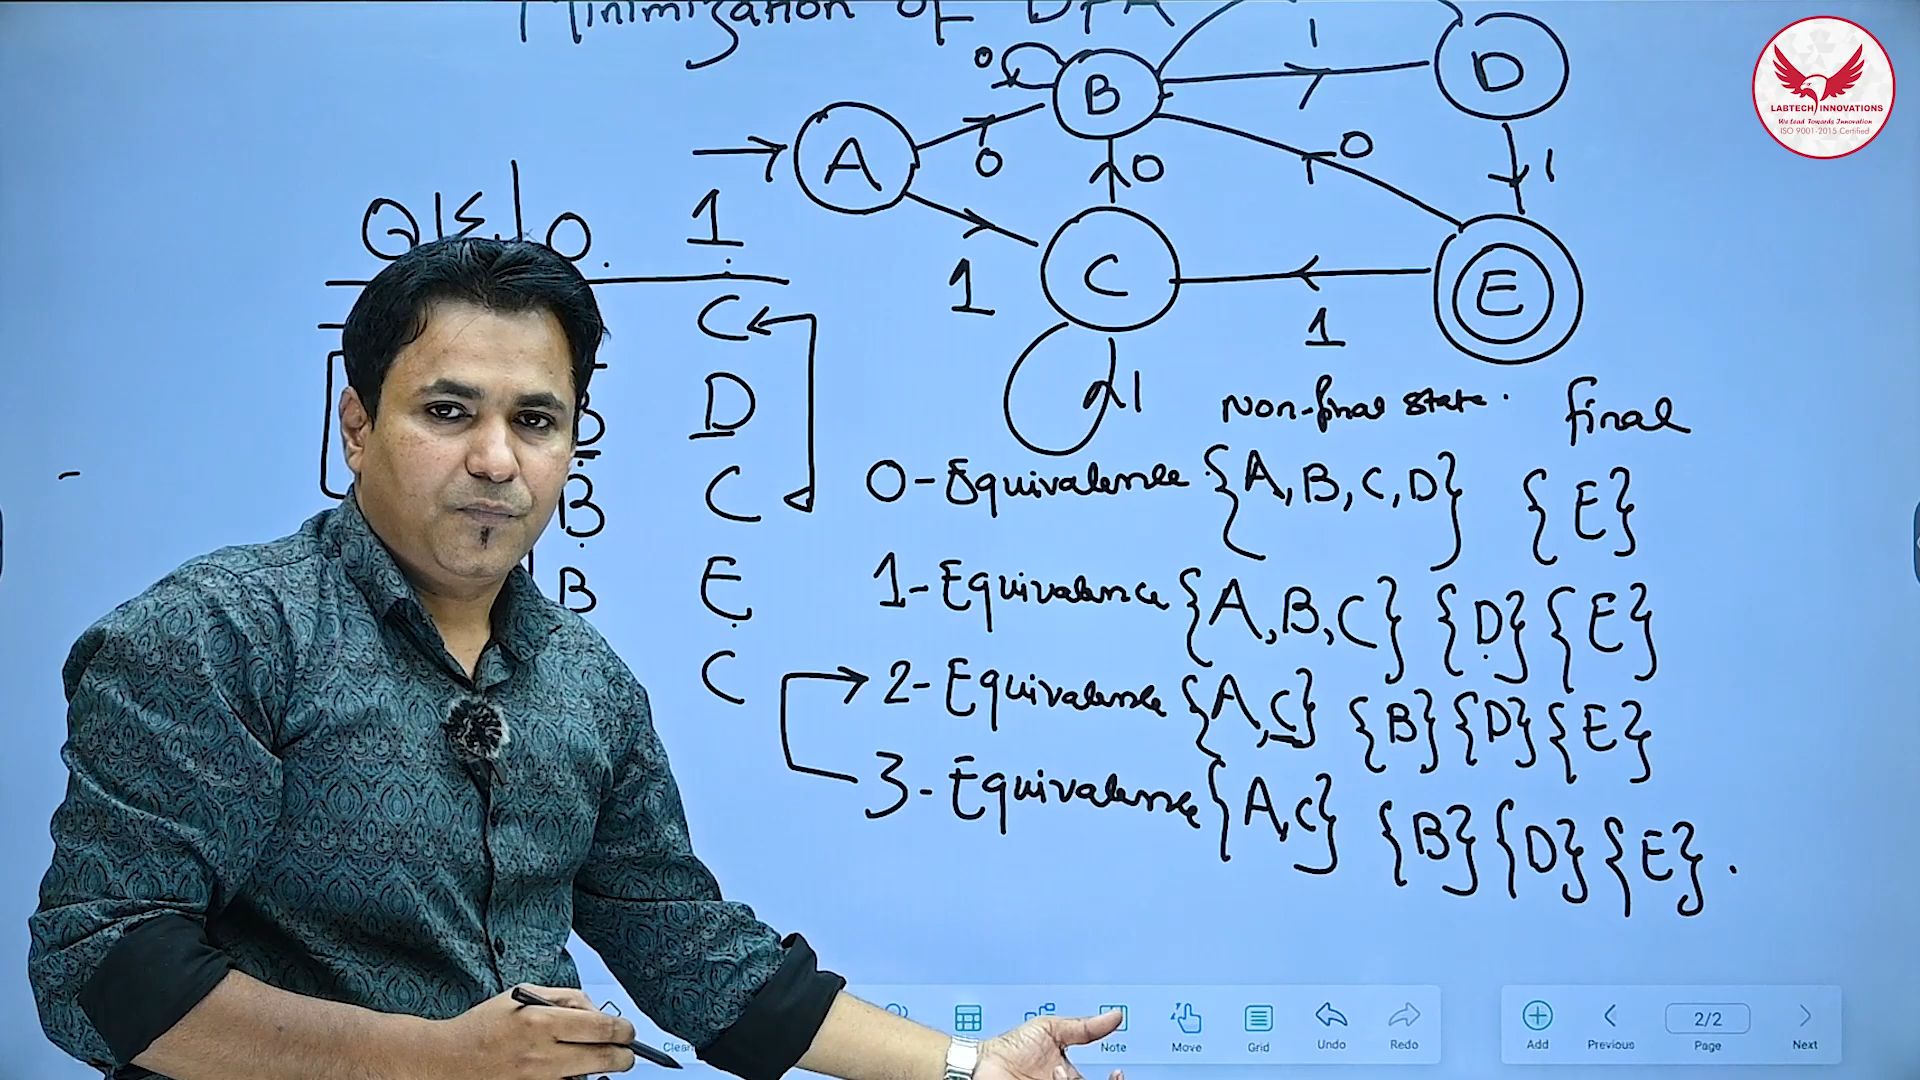 Minimization of DFA
LABTECH INNOVATIONS
We Lead Towards Innovation
ISO 9001-2015 Certified
0 B 1 D
A 0 0 0 1
Q|Σ 0 1
1 C 1 E
C
1
B D
B C
B E
C
Non-final state. final
0-Equivalence {A, B, C, D} {E}
1-Equivalence {A, B, C} {D} {E}
2-Equivalence {A, C} {B} {D} {E}
3-Equivalence {A, C} {B} {D} {E}.
Note Move Grid Undo Redo Add Previous 2/2 Page Next